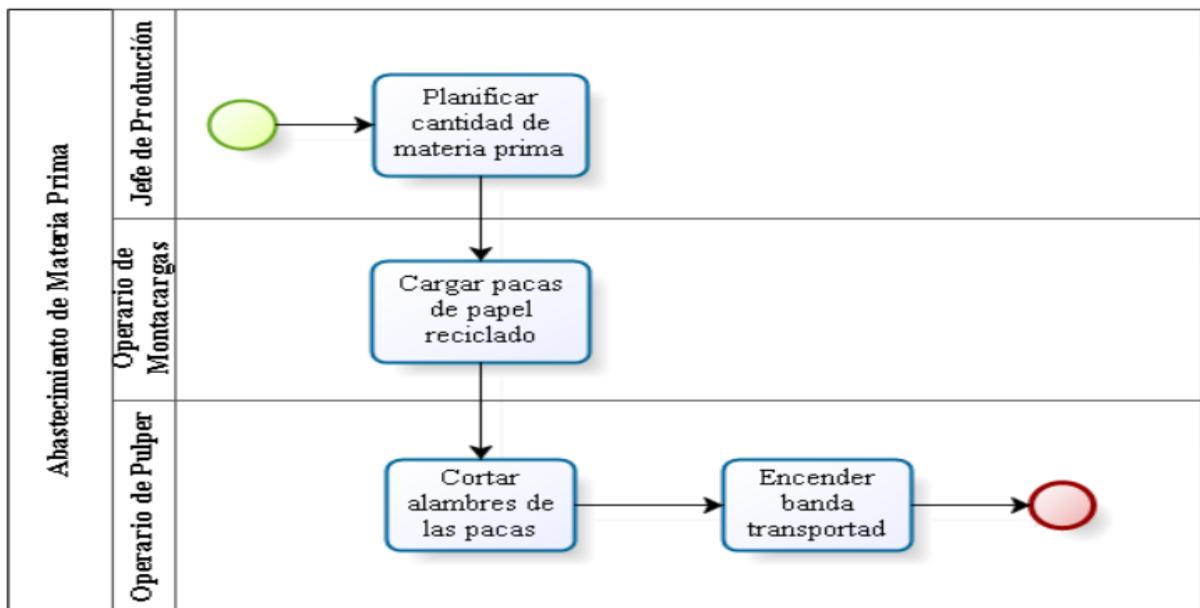 Abastecimiento de Materia Prima
Jefe de Producción
Planificar
cantidad de
materia prima
Operario de
Montacargas
Cargar pacas
de papel
reciclado
Operario de Pulper
Cortar
alambres de
las pacas
Encender
banda
transportad